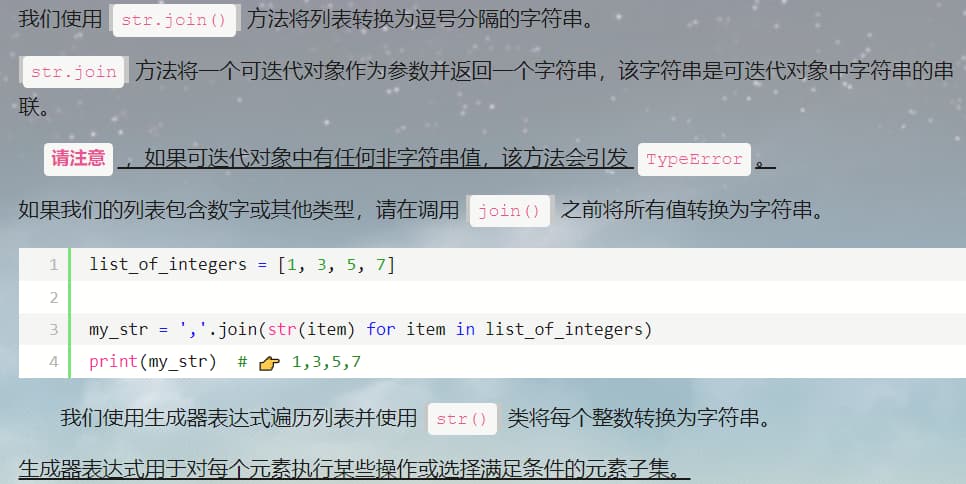 我们使用 str.join() 方法将列表转换为逗号分隔的字符串。
str.join 方法将一个可迭代对象作为参数并返回一个字符串，该字符串是可迭代对象中字符串的串
联。
请注意 ，如果可迭代对象中有任何非字符串值，该方法会引发 TypeError 。
如果我们的列表包含数字或其他类型，请在调用 join() 之前将所有值转换为字符串。
1 list_of_integers = [1, 3, 5, 7]
2
3 my_str = ','.join(str(item) for item in list_of_integers)
4 print(my_str)  # 👉 1,3,5,7
我们使用生成器表达式遍历列表并使用 str() 类将每个整数转换为字符串。
生成器表达式用于对每个元素执行某些操作或选择满足条件的元素子集。